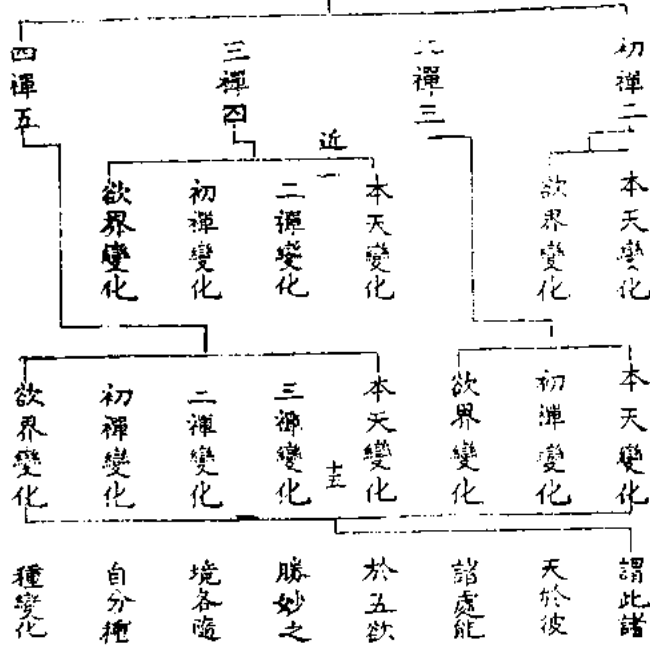 初禪二
二禪三
三禪四
四禪五
本天變化
欲界變化
近一
本天變化
二禪變化
初禪變化
欲界變化
本天變化
初禪變化
欲界變化
本天變化
十五
三禪變化
二禪變化
初禪變化
欲界變化
謂此諸
天於彼
諸處能
於五欲
勝妙之
境各隨
自分種
種變化